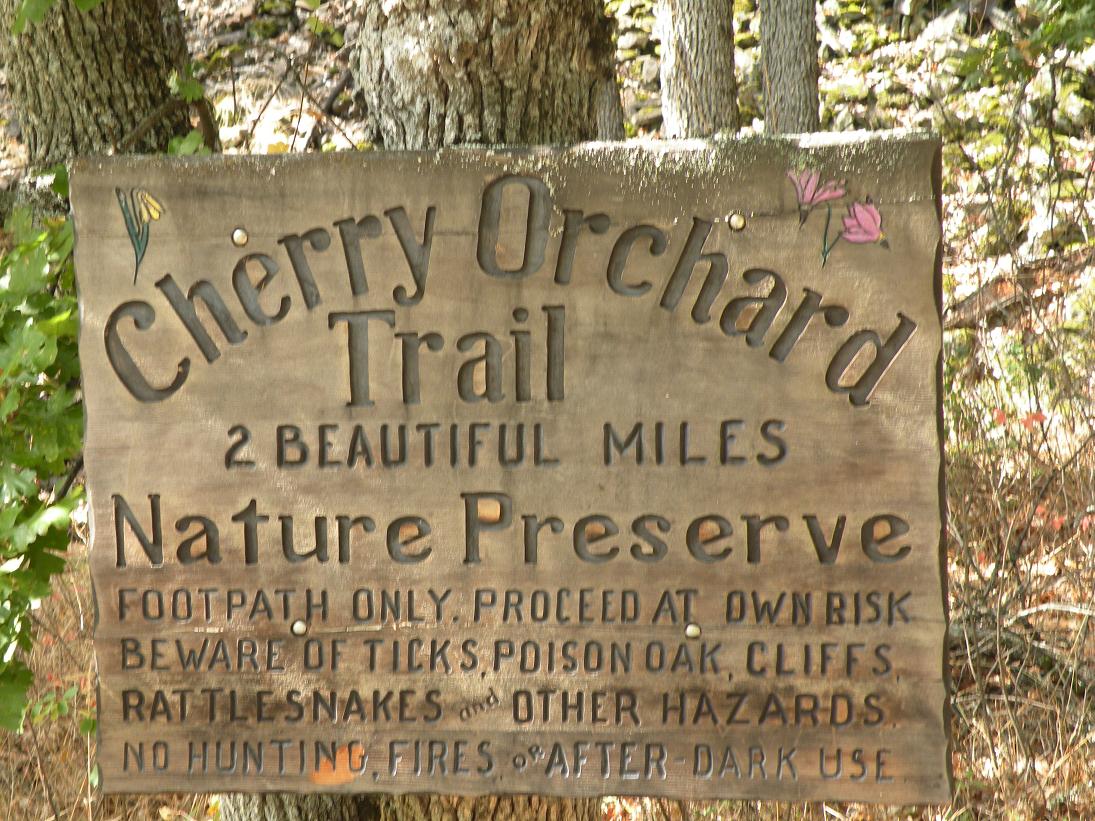 Cherry Orchard
Trail
2 BEAUTIFUL MILES
Nature Preserve
FOOTPATH ONLY. PROCEED AT OWN RISK
BEWARE OF TICKS, POISON OAK, CLIFFS,
RATTLESNAKES and OTHER HAZARDS.
NO HUNTING, FIRES, or AFTER-DARK USE